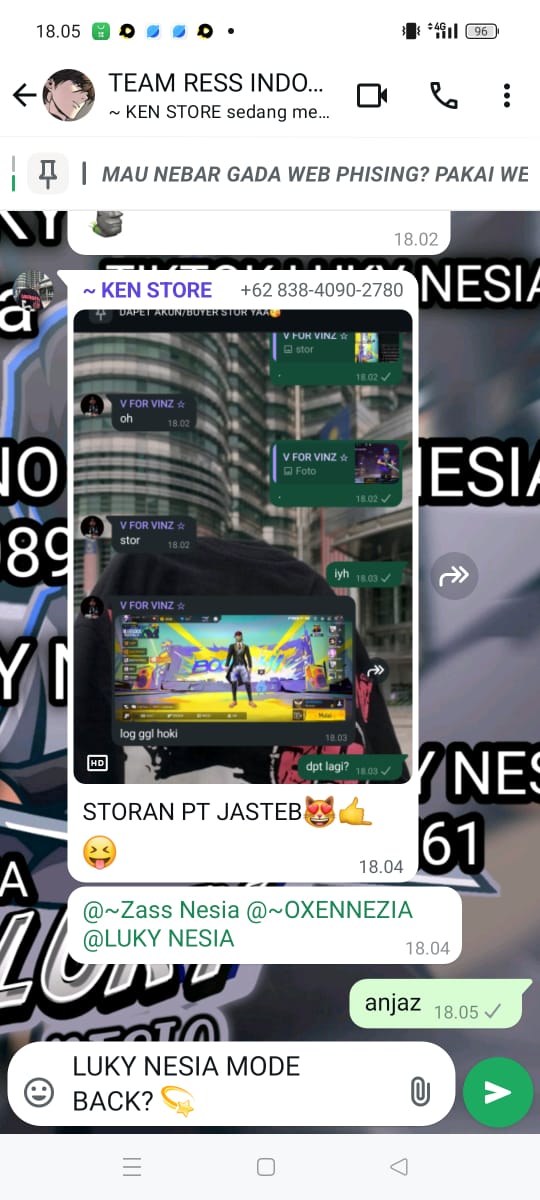 18.05
4G
96
TEAM RESS INDO...
~ KEN STORE sedang me...
MAU NEBAR GADA WEB PHISING? PAKAI WE
18.02
~ KEN STORE +62 838-4090-2780
DAPET AKUN/BUYER STOR YAA
V FOR VINZ ☆
stor
18.02
V FOR VINZ ☆
oh
18.02
V FOR VINZ ☆
Foto
18.02
V FOR VINZ ☆
stor
18.02
iyh 18.03
V FOR VINZ ☆
log ggl hoki
18.03
HD
dpt lagi? 18.03
STORAN PT JASTEB😻🤙
😝
18.04
@~Zass Nesia @~OXENNEZIA
@LUKY NESIA
18.04
anjaz 18.05
LUKY NESIA MODE
BACK? 💫